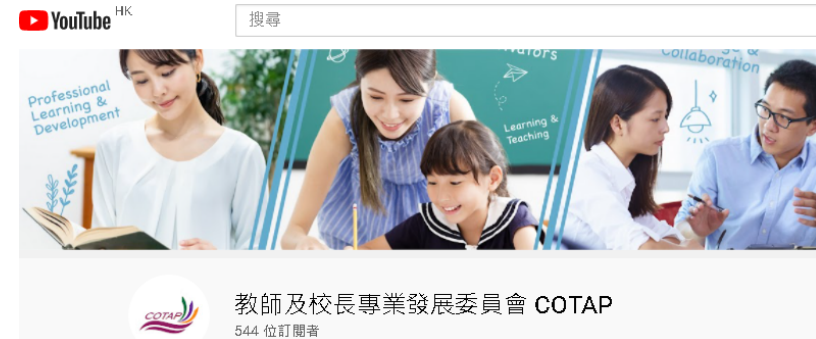 YouTube HK
搜尋
Professional
Learning &
Development
Learning &
Teaching
Collaboration
COTAP
教師及校長專業發展委員會 COTAP
544 位訂閱者